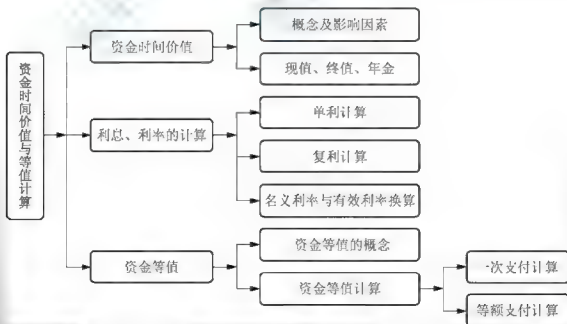 资金时间价值与等值计算
资金时间价值
概念及影响因素
现值、终值、年金
利息、利率的计算
单利计算
复利计算
名义利率与有效利率换算
资金等值
资金等值的概念
资金等值计算
一次支付计算
等额支付计算